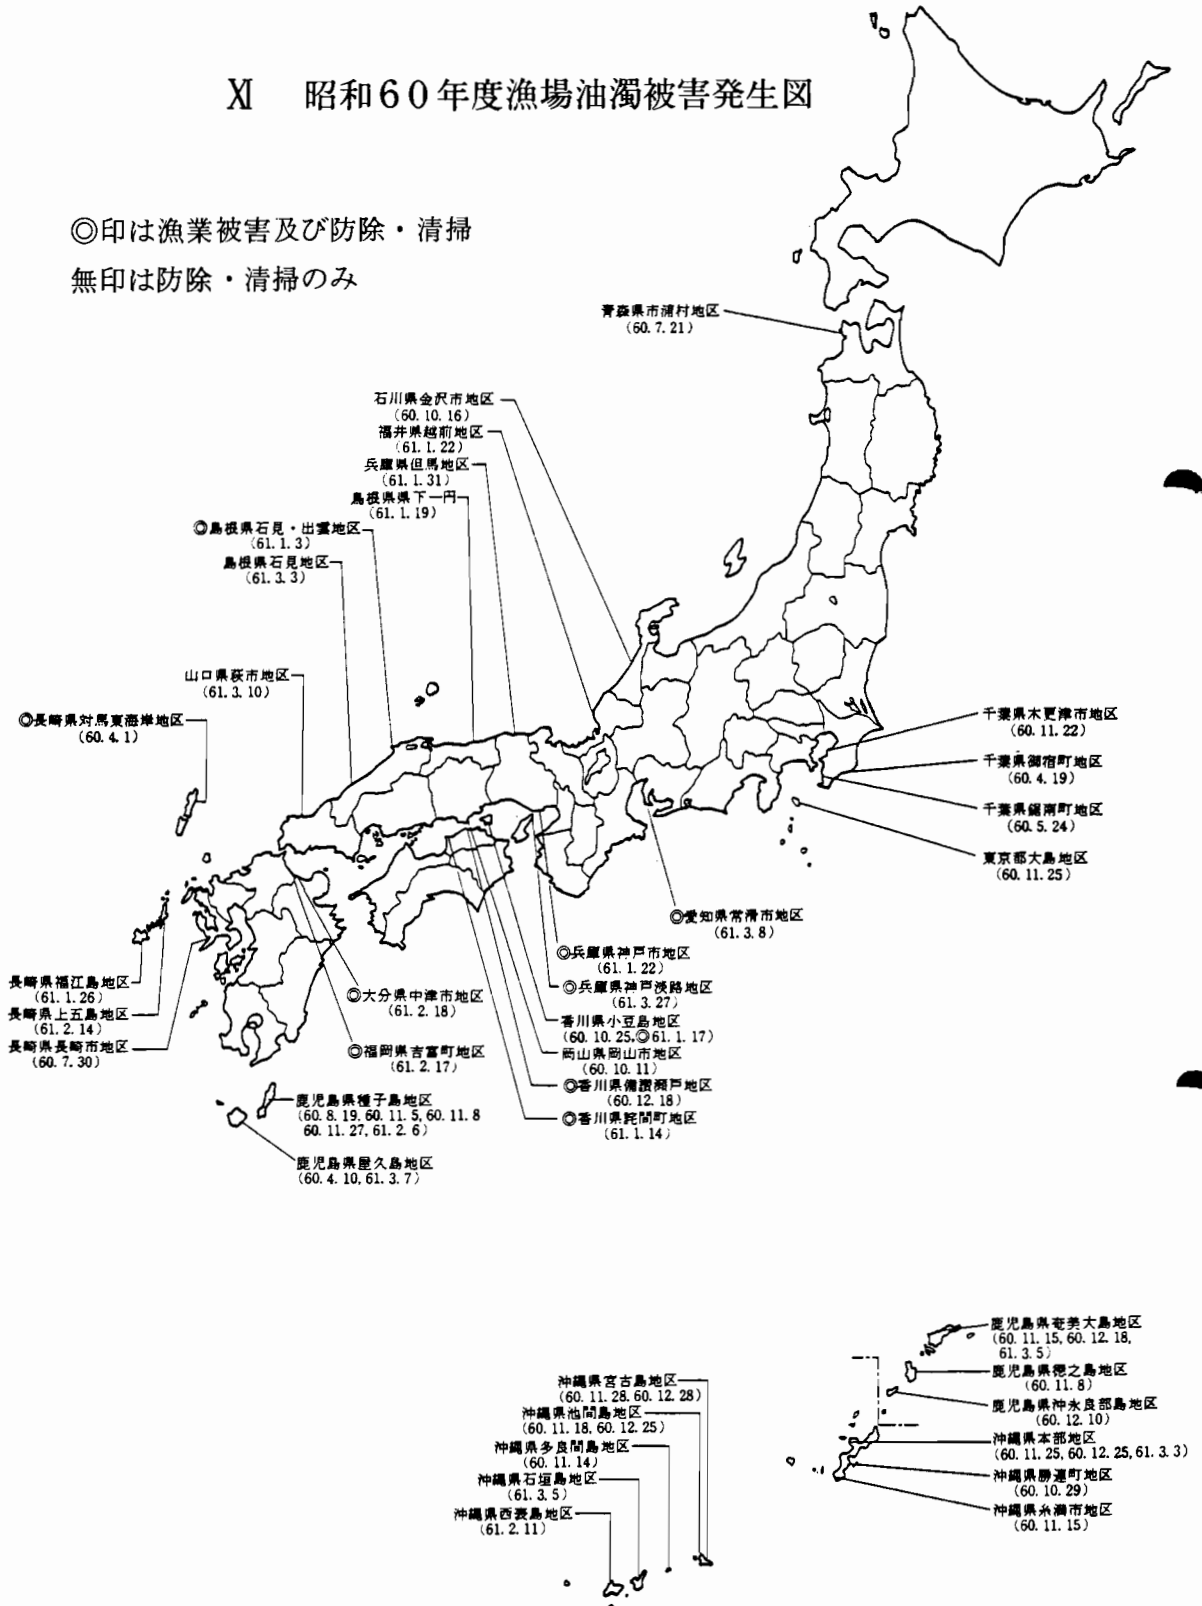 XI 昭和60年度漁場油濁被害発生図
◎印は漁業被害及び防除・清掃
無印は防除・清掃のみ
青森県市浦村地区
(60.7.21)
石川県金沢市地区
(60.10.16)
福井県越前地区
(61.1.22)
兵庫県但馬地区
(61.1.31)
島根県県下一円
(61.1.19)
◎島根県石見・出雲地区
(61.1.3)
島根県石見地区
(61.3.3)
山口県萩市地区
(61.3.10)
◎長崎県対馬東海岸地区
(60.4.1)
千葉県木更津市地区
(60.11.22)
千葉県御宿町地区
(60.4.19)
千葉県鋸南町地区
(60.5.24)
東京都大島地区
(60.11.25)
◎愛知県常滑市地区
(61.3.8)
◎兵庫県神戸市地区
(61.1.22)
◎兵庫県神戸淡路地区
(61.3.27)
香川県小豆島地区
(60.10.25,◎61.1.17)
岡山県岡山市地区
(60.10.11)
◎香川県備讃瀬戸地区
(60.12.18)
◎香川県詫間町地区
(61.1.14)
長崎県福江島地区
(61.1.26)
長崎県上五島地区
(61.2.14)
長崎県長崎市地区
(60.7.30)
◎大分県中津市地区
(61.2.18)
◎福岡県吉富町地区
(61.2.17)
鹿児島県種子島地区
(60.8.19,60.11.5,60.11.8
60.11.27,61.2.6)
鹿児島県屋久島地区
(60.4.10,61.3.7)
鹿児島県奄美大島地区
(60.11.15,60.12.18,
61.3.5)
鹿児島県徳之島地区
(60.11.8)
鹿児島県沖永良部島地区
(60.12.10)
沖縄県本部地区
(60.11.25,60.12.25,61.3.3)
沖縄県勝連町地区
(60.10.29)
沖縄県糸満市地区
(60.11.15)
沖縄県宮古島地区
(60.11.28.60.12.28)
沖縄県池間島地区
(60.11.18,60.12.25)
沖縄県多良間島地区
(60.11.14)
沖縄県石垣島地区
(61.3.5)
沖縄県西表島地区
(61.2.11)